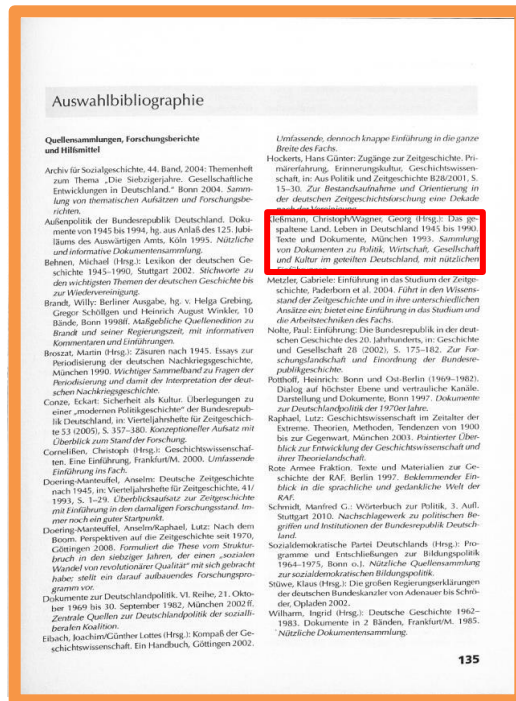 Auswahlbibliographie
Quellensammlungen, Forschungsberichte
und Hilfsmittel
Archiv für Sozialgeschichte, 44. Band, 2004: Themenheft
zum Thema „Die Siebzigerjahre. Gesellschaftliche
Entwicklungen in Deutschland." Bonn 2004. Samm-
lung von thematischen Aufsätzen und Forschungsbe-
richten.
Außenpolitik der Bundesrepublik Deutschland. Doku-
mente von 1945 bis 1994, hg. aus Anlaß des 125. Jubi-
läums des Auswärtigen Amts, Köln 1995. Nützliche
und informative Dokumentensammlung.
Behnen, Michael (Hrsg.): Lexikon der deutschen Ge-
schichte 1945–1990, Stuttgart 2002. Stichworte zu
den wichtigsten Themen der deutschen Geschichte bis
zur Wiedervereinigung.
Brandt, Willy: Berliner Ausgabe, hg. v. Helga Grebing,
Gregor Schöllgen und Heinrich August Winkler, 10
Bände, Bonn 1998ff. Maßgebliche Quellenedition zu
Brandt und seiner Regierungszeit, mit informativen
Kommentaren und Einführungen.
Broszat, Martin (Hrsg.): Zäsuren nach 1945. Essays zur
Periodisierung der deutschen Nachkriegsgeschichte,
München 1990. Wichtiger Sammelband zu Fragen der
Periodisierung und damit der Interpretation der deut-
schen Nachkriegsgeschichte.
Conze, Eckart: Sicherheit als Kultur. Überlegungen zu
einer „modernen Politikgeschichte" der Bundesrepub-
lik Deutschland, in: Vierteljahrshefte für Zeitgeschich-
te 53 (2005), S. 357–380. Konzeptioneller Aufsatz mit
Überblick zum Stand der Forschung.
Cornelißen, Christoph (Hrsg.): Geschichtswissenschaf-
ten. Eine Einführung, Frankfurt/M. 2000. Umfassende
Einführung ins Fach.
Doering-Manteuffel, Anselm: Deutsche Zeitgeschichte
nach 1945, in: Vierteljahrshefte für Zeitgeschichte, 41/
1993, S. 1–29. Überblicksaufsatz zur Zeitgeschichte
mit Einführung in den damaligen Forschungsstand. Im-
mer noch ein guter Startpunkt.
Doering-Manteuffel, Anselm/Raphael, Lutz: Nach dem
Boom. Perspektiven auf die Zeitgeschichte seit 1970,
Göttingen 2008. Formuliert die These vom Struktur-
bruch in den siebziger Jahren, der einen „sozialen
Wandel von revolutionärer Qualität" mit sich gebracht
habe; stellt ein darauf aufbauendes Forschungspro-
gramm vor.
Dokumente zur Deutschlandpolitik. VI. Reihe, 21. Okto-
ber 1969 bis 30. September 1982, München 2002ff.
Zentrale Quellen zur Deutschlandpolitik der sozialli-
beralen Koalition.
Eibach, Joachim/Günther Lottes (Hrsg.): Kompaß der Ge-
schichtswissenschaft. Ein Handbuch, Göttingen 2002.
Umfassende, dennoch knappe Einführung in die ganze
Breite des Fachs.
Hockerts, Hans Günter: Zugänge zur Zeitgeschichte. Pri-
märerfahrung, Erinnerungskultur, Geschichtswissen-
schaft, in: Aus Politik und Zeitgeschichte B28/2001, S.
15–30. Zur Bestandsaufnahme und Orientierung in
der deutschen Zeitgeschichtsforschung eine Dekade
nach der Vereinigung.
Kleßmann, Christoph/Wagner, Georg (Hrsg.): Das ge-
spaltene Land. Leben in Deutschland 1945 bis 1990.
Texte und Dokumente, München 1993. Sammlung
von Dokumenten zu Politik, Wirtschaft, Gesellschaft
und Kultur im geteilten Deutschland, mit nützlichen
Einführungen.
Metzler, Gabriele: Einführung in das Studium der Zeitge-
schichte, Paderborn et al. 2004. Führt in den Wissens-
stand der Zeitgeschichte und in ihre unterschiedlichen
Ansätze ein; bietet eine Einführung in das Studium und
die Arbeitstechniken des Fachs.
Nolte, Paul: Einführung: Die Bundesrepublik in der deut-
schen Geschichte des 20. Jahrhunderts, in: Geschichte
und Gesellschaft 28 (2002), S. 175–182. Zur For-
schungslandschaft und Einordnung der Bundesre-
publikgeschichte.
Potthoff, Heinrich: Bonn und Ost-Berlin (1969–1982).
Dialog auf höchster Ebene und vertrauliche Kanäle.
Darstellung und Dokumente, Bonn 1997. Dokumente
zur Deutschlandpolitik der 1970er Jahre.
Raphael, Lutz: Geschichtswissenschaft im Zeitalter der
Extreme. Theorien, Methoden, Tendenzen von 1900
bis zur Gegenwart, München 2003. Pointierter Über-
blick zur Entwicklung der Geschichtswissenschaft und
ihrer Theorielandschaft.
Rote Armee Fraktion. Texte und Materialien zur Ge-
schichte der RAF, Berlin 1997. Beklemmender Ein-
blick in die sprachliche und gedankliche Welt der
RAF.
Schmidt, Manfred G.: Wörterbuch zur Politik, 3. Aufl.
Stuttgart 2010. Nachschlagewerk zu politischen Be-
griffen und Institutionen der Bundesrepublik Deutsch-
land.
Sozialdemokratische Partei Deutschlands (Hrsg.): Pro-
gramme und Entschließungen zur Bildungspolitik
1964–1975, Bonn o.J. Nützliche Quellensammlung
zur sozialdemokratischen Bildungspolitik.
Stüwe, Klaus (Hrsg.): Die großen Regierungserklärungen
der deutschen Bundeskanzler von Adenauer bis Schrö-
der, Opladen 2002.
Wilharm, Ingrid (Hrsg.): Deutsche Geschichte 1962–
1983. Dokumente in 2 Bänden, Frankfurt/M. 1985.
Nützliche Dokumentensammlung.
135